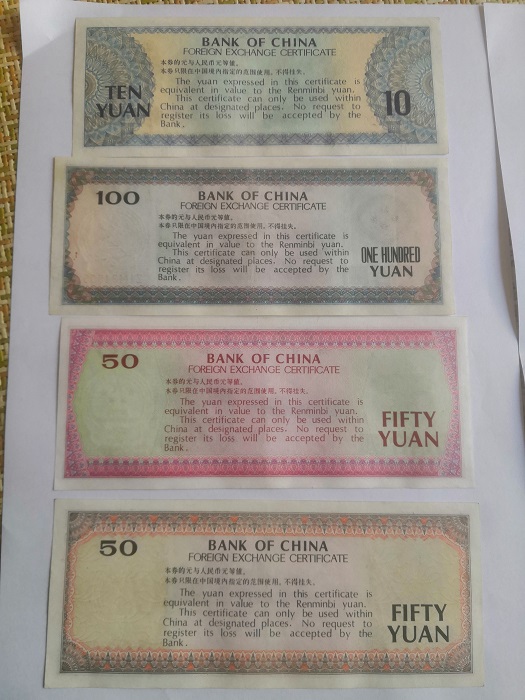 BANK OF CHINA
FOREIGN EXCHANGE CERTIFICATE
本券的元与人民币元等值。
本券只限在中国境内指定的范围使用，不得挂失。
The yuan expressed in this certificate is
equivalent in value to the Renminbi yuan.
This certificate can only be used within
China at designated places. No request to
register its loss will be accepted by the
Bank.
TEN
YUAN
10
100
BANK OF CHINA
FOREIGN EXCHANGE CERTIFICATE
本券的元与人民币元等值。
本券只限在中国境内指定的范围使用，不得挂失。
The yuan expressed in this certificate is
equivalent in value to the Renminbi yuan.
This certificate can only be used within
China at designated places. No request to
register its loss will be accepted by the
Bank.
ONE HUNDRED
YUAN
50
BANK OF CHINA
FOREIGN EXCHANGE CERTIFICATE
本券的元与人民币元等值。
本券只限在中国境内指定的范围使用，不得挂失。
The yuan expressed in this certificate is
equivalent in value to the Renminbi yuan.
This certificate can only be used within
China at designated places. No request to
register its loss will be accepted by the
Bank.
FIFTY
YUAN
50
BANK OF CHINA
FOREIGN EXCHANGE CERTIFICATE
本券的元与人民币元等值。
本券只限在中国境内指定的范围使用，不得挂失。
The yuan expressed in this certificate is
equivalent in value to the Renminbi yuan.
This certificate can only be used within
China at designated places. No request to
register its loss will be accepted by the
Bank.
FIFTY
YUAN